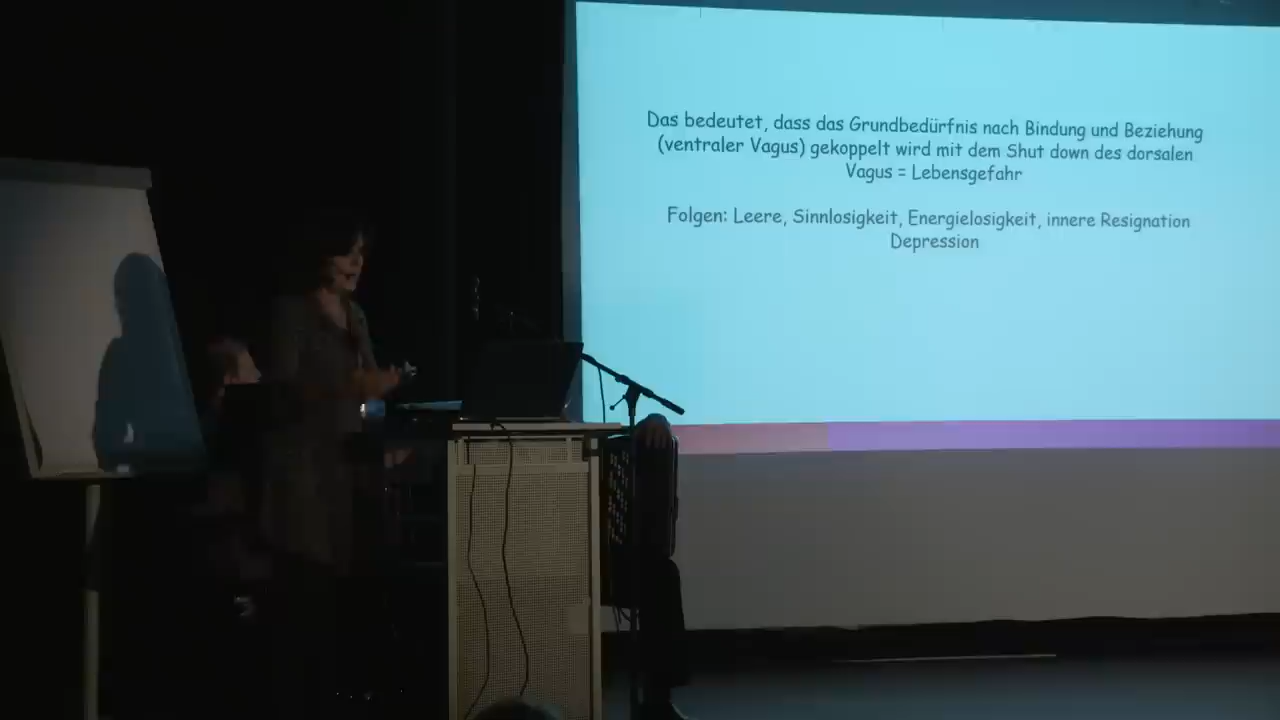 Das bedeutet, dass das Grundbedürfnis nach Bindung und Beziehung
(ventraler Vagus) gekoppelt wird mit dem Shut down des dorsalen
Vagus = Lebensgefahr
Folgen: Leere, Sinnlosigkeit, Energielosigkeit, innere Resignation
Depression